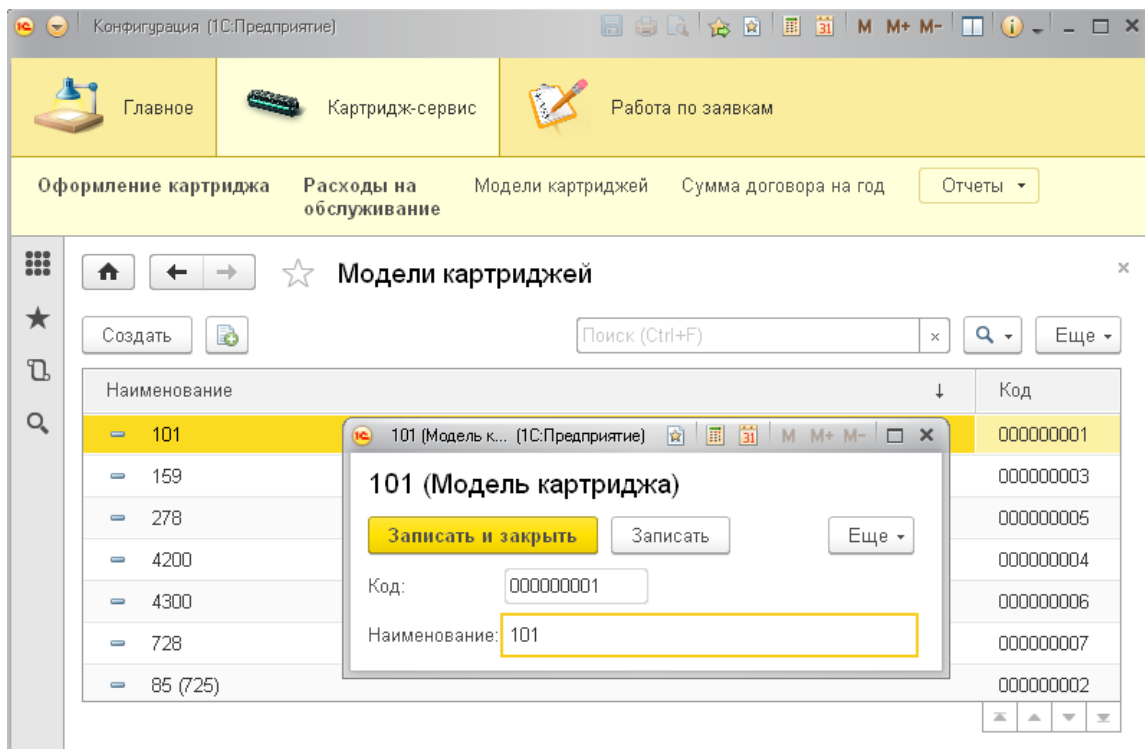 Конфигурация (1С:Предприятие)
M M+ M-
Главное
Картридж-сервис
Работа по заявкам
Оформление картриджа
Расходы на
обслуживание
Модели картриджей
Сумма договора на год
Отчеты
Модели картриджей
Создать
Поиск (Ctrl+F)
Еще
Наименование
Код
101
000000001
159
000000003
278
000000005
4200
000000004
4300
000000006
728
000000007
85 (725)
000000002
101 (Модель к... (1С:Предприятие)
31
M M+ M-
101 (Модель картриджа)
Записать и закрыть
Записать
Еще
Код:
000000001
Наименование:
101